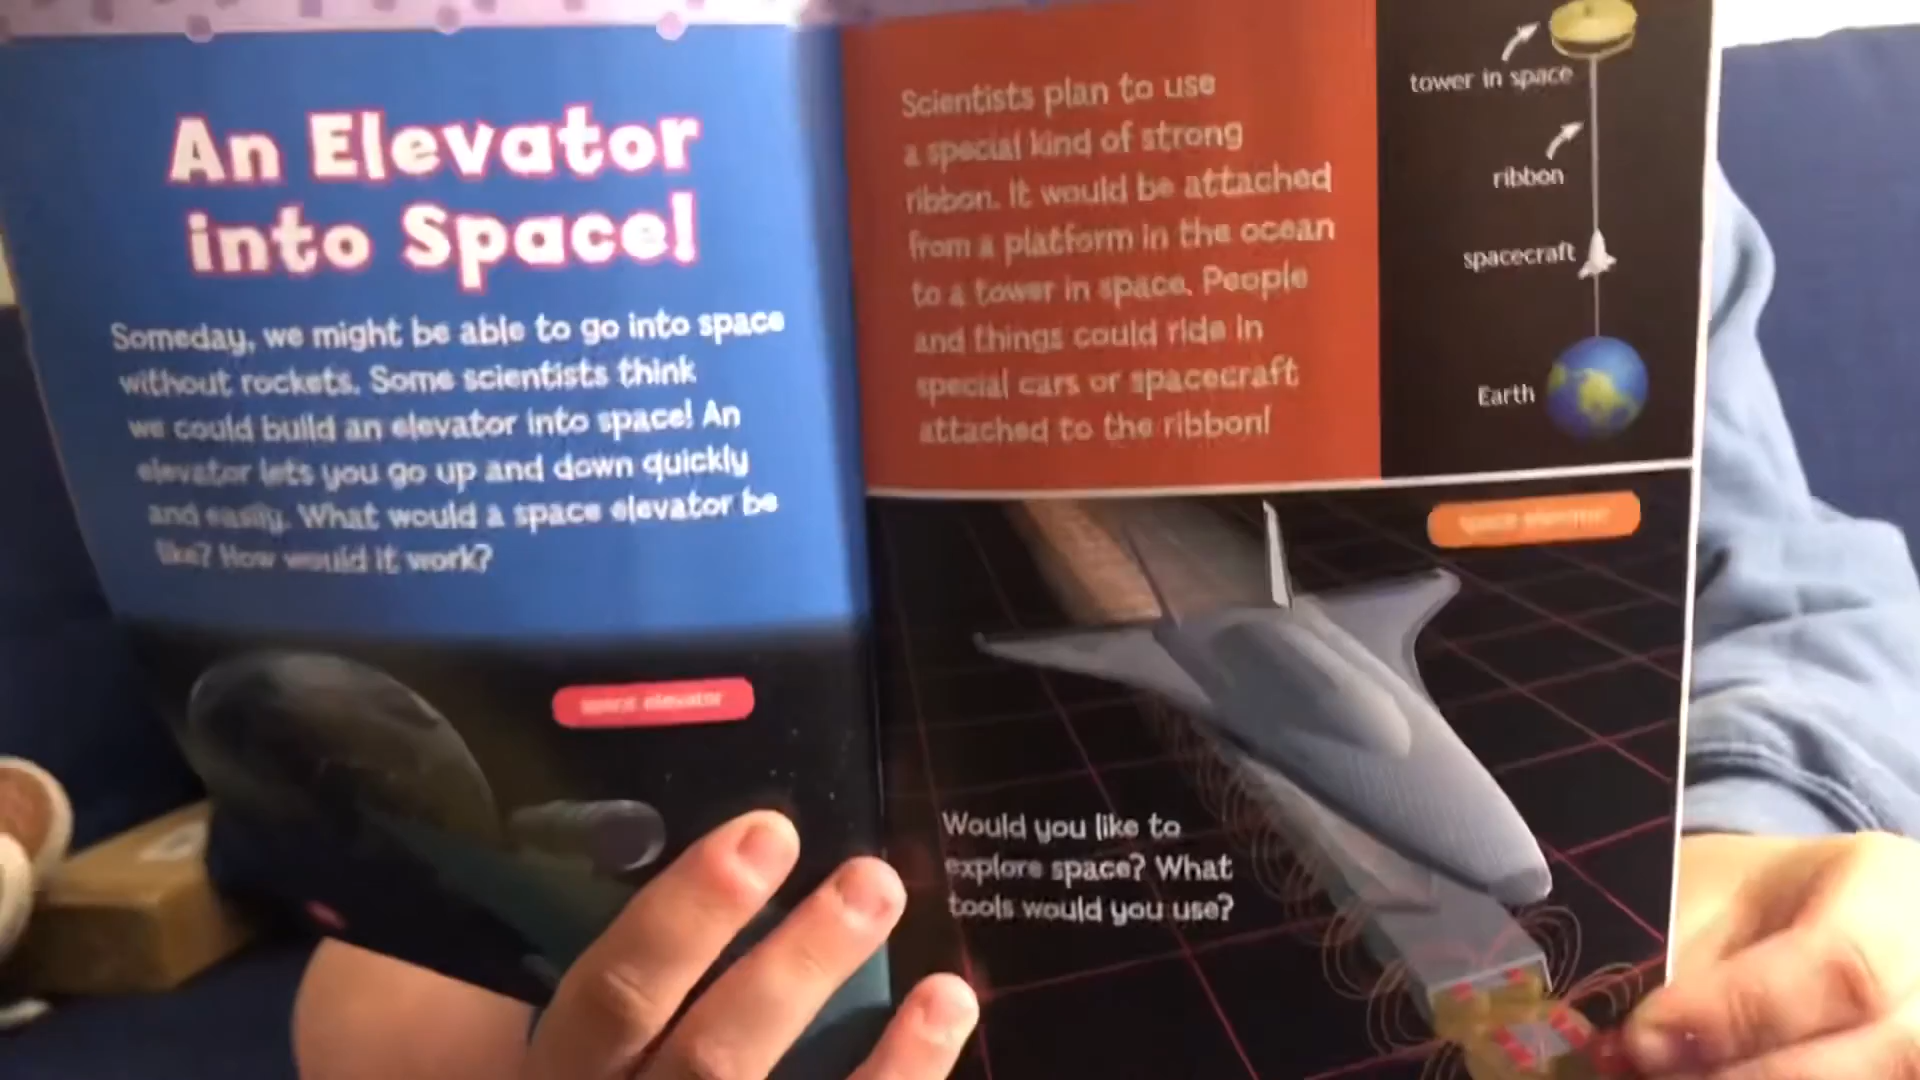 An Elevator
into Space!
Someday, we might be able to go into space
without rockets. Some scientists think
we could build an elevator into space! An
elevator lets you go up and down quickly
and easily. What would a space elevator be
like? How would it work?
space elevator
Scientists plan to use
a special kind of strong
ribbon. It would be attached
from a platform in the ocean
to a tower in space. People
and things could ride in
special cars or spacecraft
attached to the ribbon!
tower in space
ribbon
spacecraft
Earth
space elevator
Would you like to
explore space? What
tools would you use?